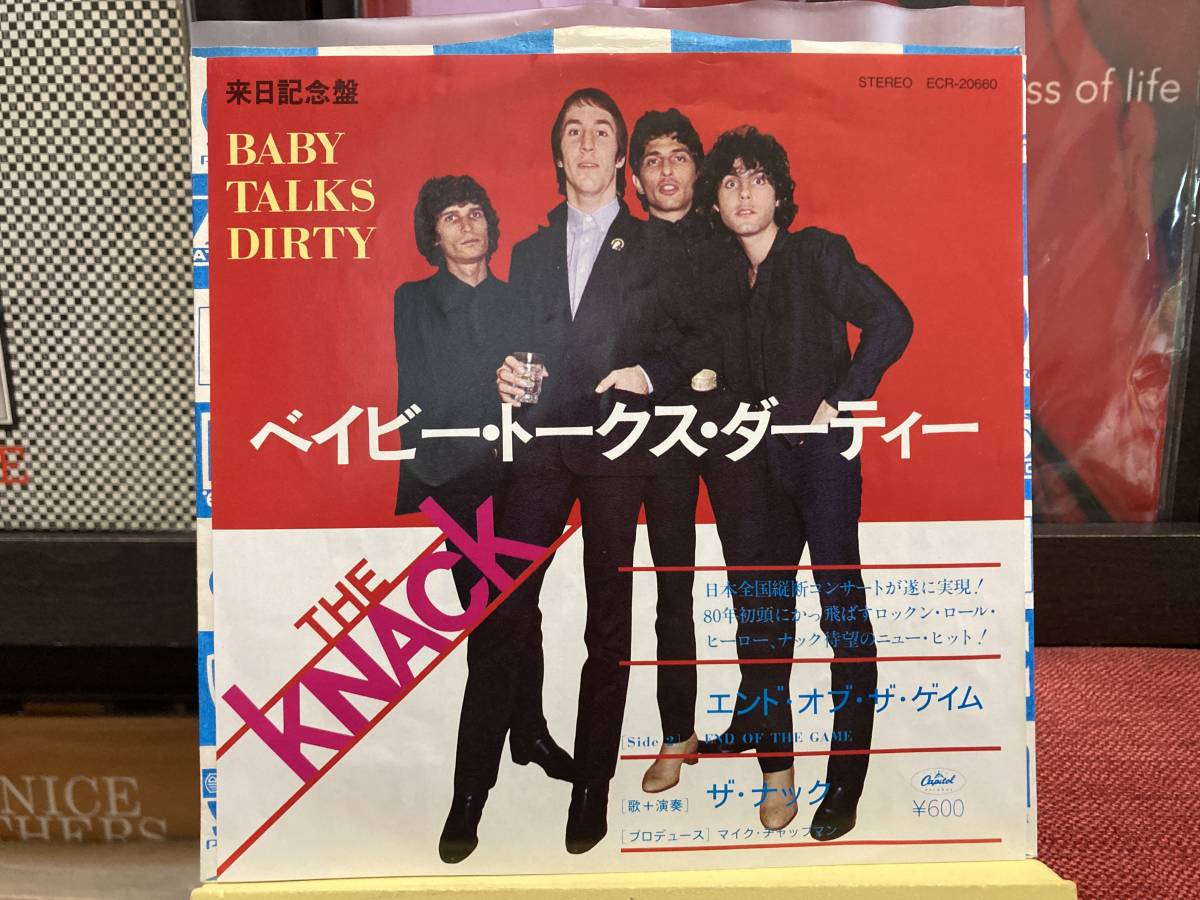 来日記念盤
STEREO ECR-20660
BABY
TALKS
DIRTY
ベイビー・トークス・ダーティー
THE
KNACK
日本全国縦断コンサートが遂に実現!
80年初頭にかっ飛ばすロックン・ロール・
ヒーロー、ナック待望のニュー・ヒット!
エンド・オブ・ザ・ゲイム
[Side 2] END OF THE GAME
[歌+演奏] ザ・ナック
[プロデュース] マイク・チャップマン
Capitol
RECORDS
¥600
ss of life
E
NICE
THERS